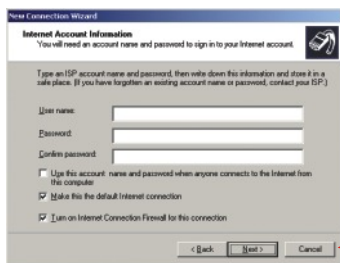 New Connection Wizard
Internet Account Information
You will need an account name and password to sign in to your Internet account.
Type an ISP account name and password, then write down this information and store it in a
safe place. (If you have forgotten an existing account name or password, contact your ISP.)
User name:
Password:
Confirm password:
Use this account name and password when anyone connects to the Internet from
this computer
Make this the default Internet connection
Turn on Internet Connection Firewall for this connection
< Back
Next >
Cancel